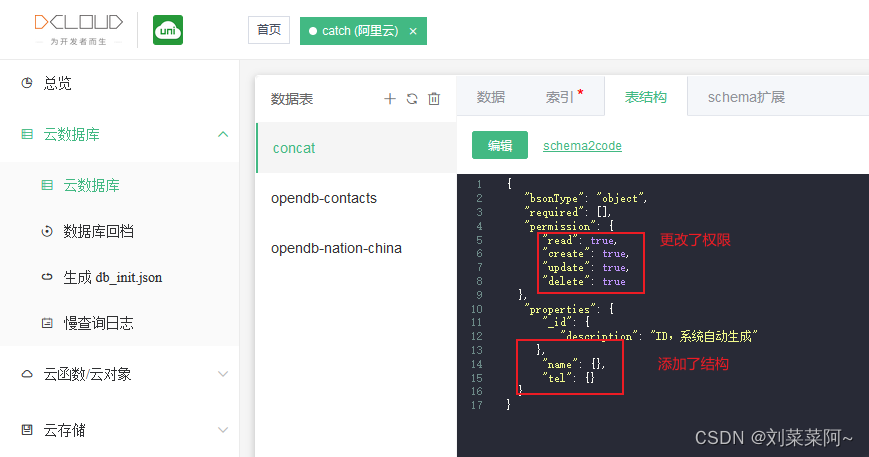 DCLOUD
为开发者而生
uni
首页
catch (阿里云) ×
总览
云数据库
云数据库
数据库回档
生成 db_init.json
慢查询日志
云函数/云对象
云存储
数据表
concat
opendb-contacts
opendb-nation-china
数据 索引* 表结构 schema扩展
编辑 schema2code
1 {
2 "bsonType": "object",
3 "required": [],
4 "permission": {
5 "read": true,
6 "create": true,
7 "update": true,
8 "delete": true
9 },
10 "properties": {
11 "_id": {
12 "description": "ID，系统自动生成"
13 },
14 "name": {},
15 "tel": {}
16 }
17 }
更改了权限
添加了结构
CSDN @刘菜菜阿~